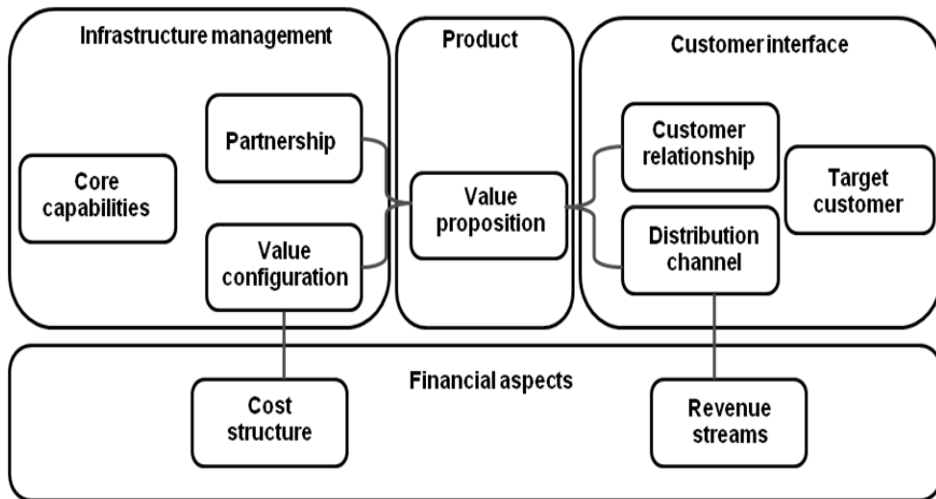 Infrastructure management
Product
Customer interface
Partnership
Core
capabilities
Value
configuration
Value
proposition
Customer
relationship
Distribution
channel
Target
customer
Financial aspects
Cost
structure
Revenue
streams